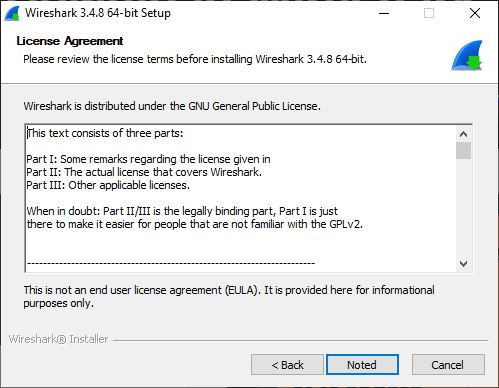 Wireshark 3.4.8 64-bit Setup
License Agreement
Please review the license terms before installing Wireshark 3.4.8 64-bit.
Wireshark is distributed under the GNU General Public License.
This text consists of three parts:
Part I: Some remarks regarding the license given in
Part II: The actual license that covers Wireshark.
Part III: Other applicable licenses.
When in doubt: Part II/III is the legally binding part, Part I is just
there to make it easier for people that are not familiar with the GPLv2.
------------------------------------------------------------------------
This is not an end user license agreement (EULA). It is provided here for informational
purposes only.
Wireshark® Installer
< Back
Noted
Cancel